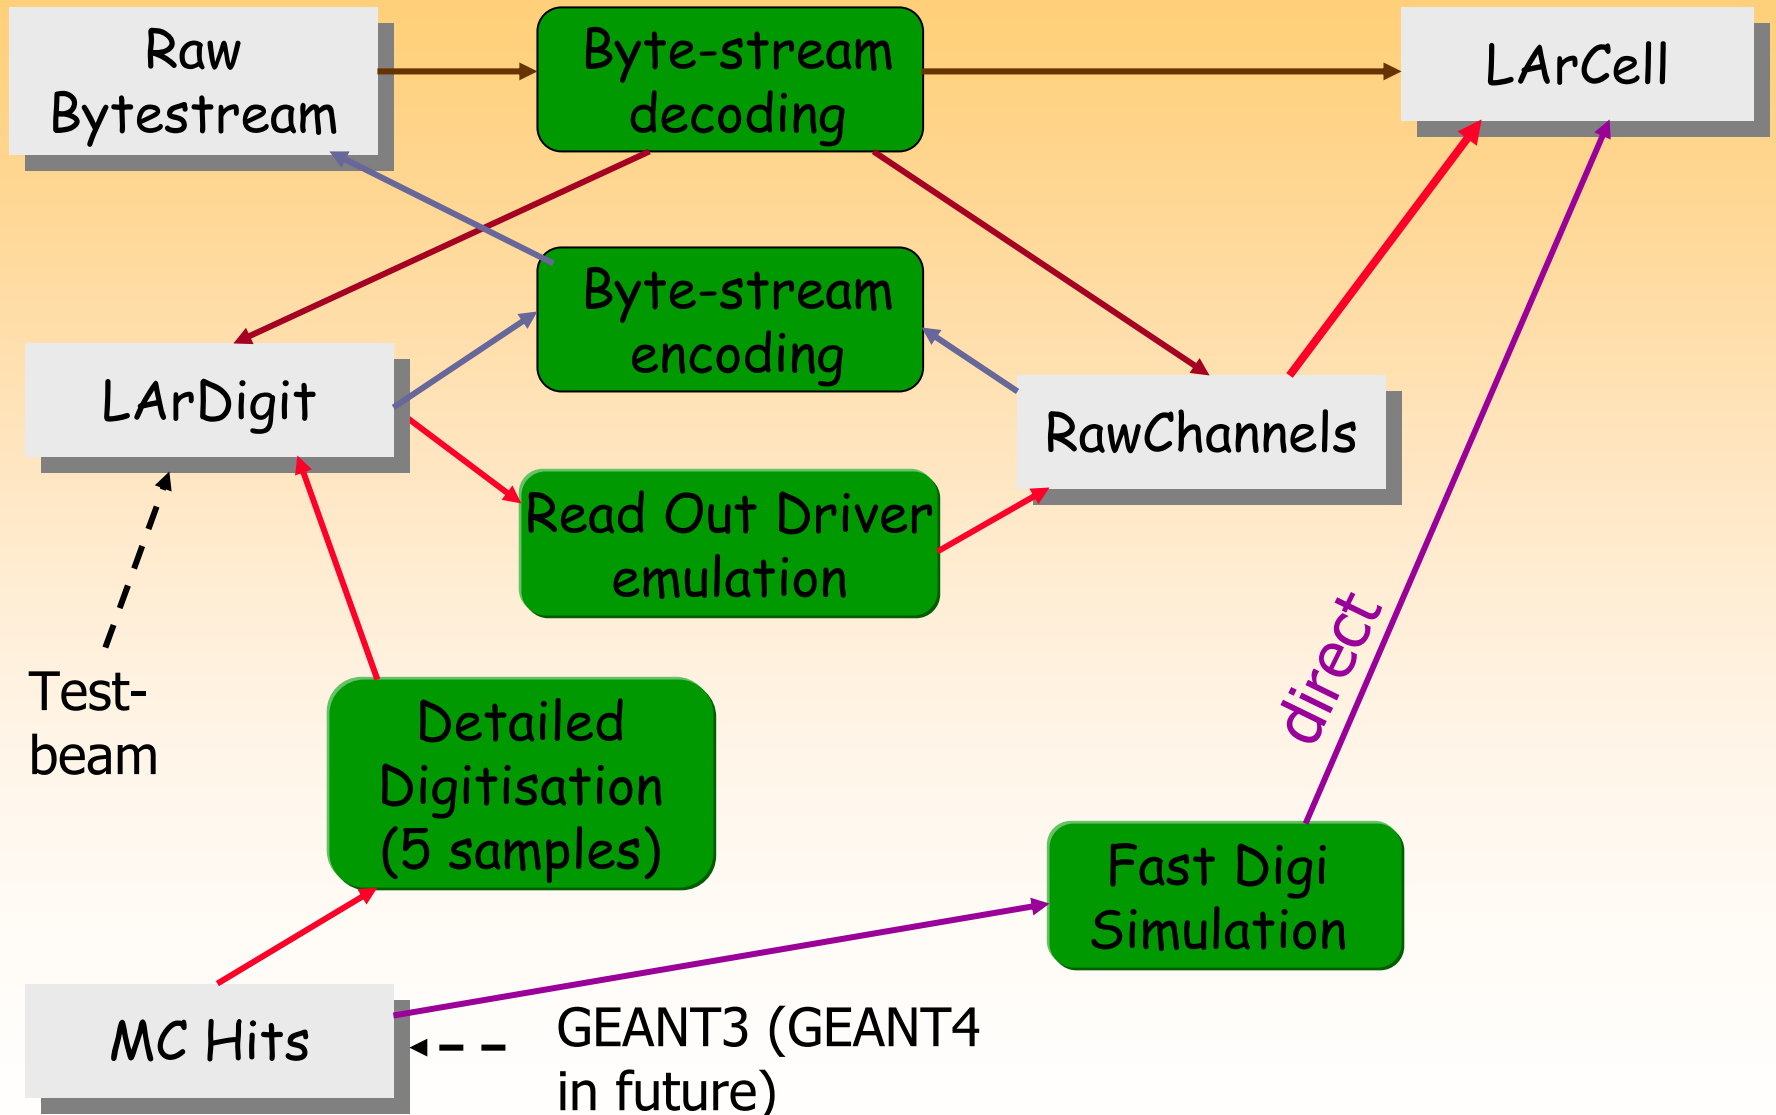 Raw
Bytestream
Byte-stream
decoding
LArCell
Byte-stream
encoding
LArDigit
RawChannels
Read Out Driver
emulation
Test-
beam
direct
Detailed
Digitisation
(5 samples)
Fast Digi
Simulation
MC Hits
GEANT3 (GEANT4
in future)